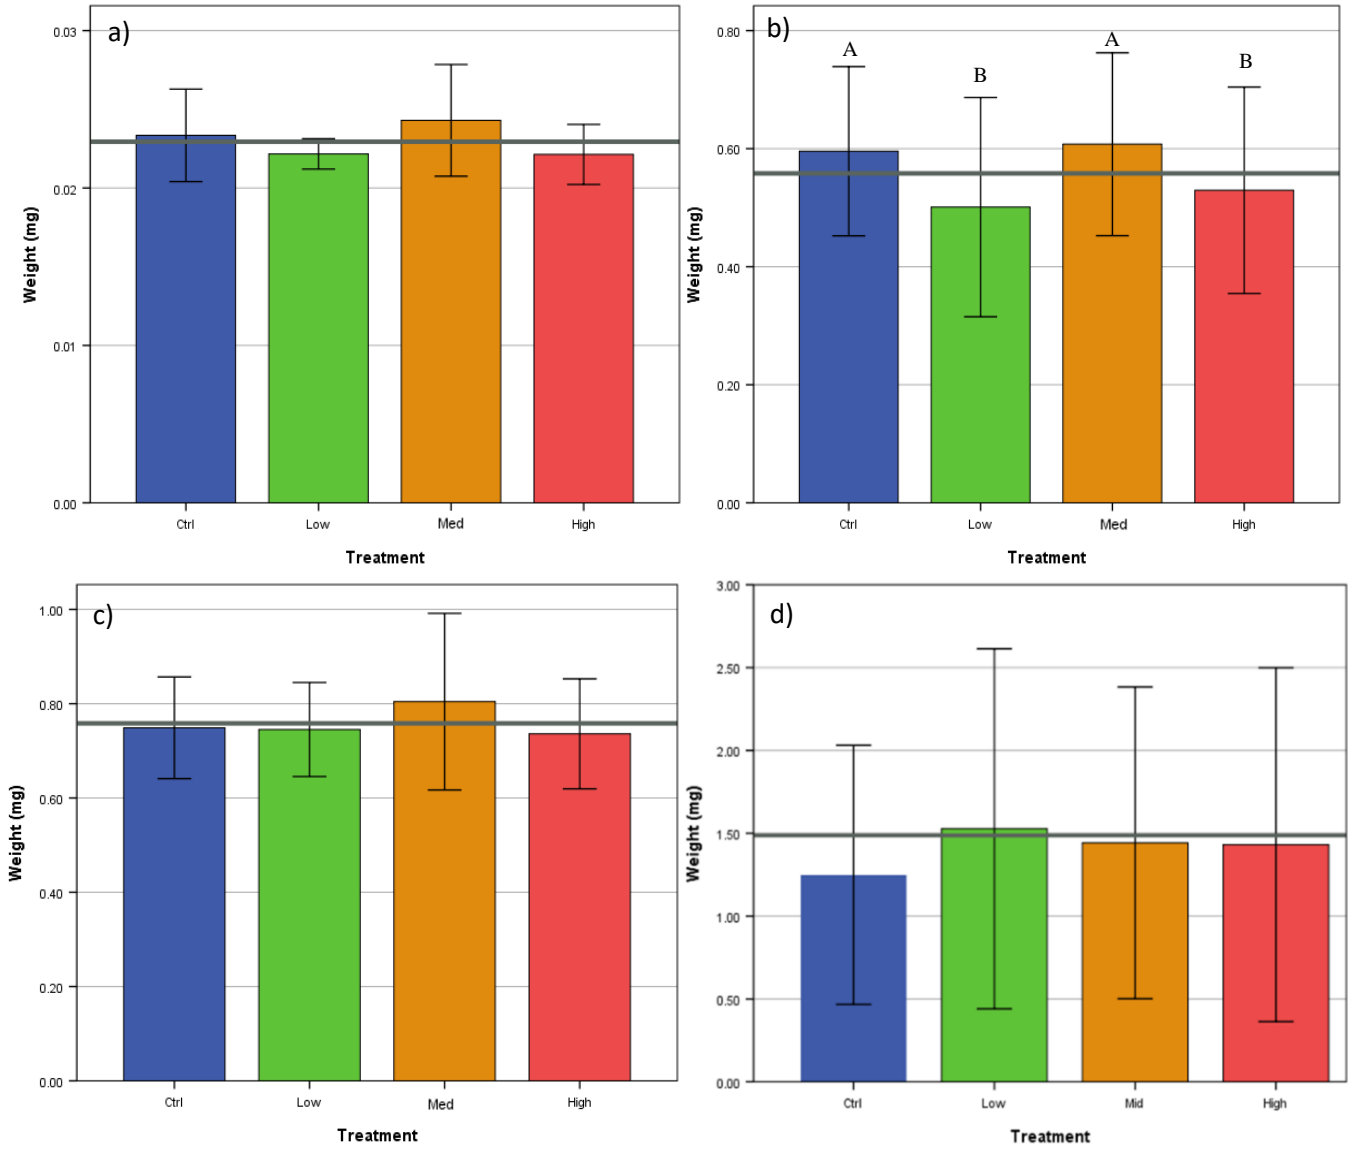 a)
0.03
0.02
0.01
0.00
Weight (mg)
Ctrl Low Med High
Treatment
b)
A B A B
0.80
0.60
0.40
0.20
0.00
Weight (mg)
Ctrl Low Med High
Treatment
c)
1.00
0.80
0.60
0.40
0.20
0.00
Weight (mg)
Ctrl Low Med High
Treatment
d)
3.00
2.50
2.00
1.50
1.00
0.50
0.00
Weight (mg)
Ctrl Low Mid High
Treatment